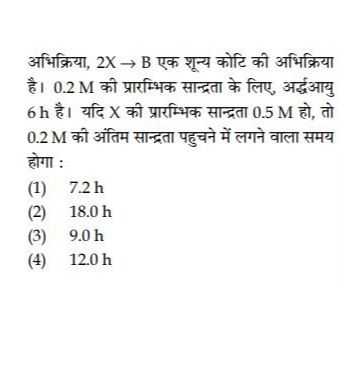 अभिक्रिया, 2X → B एक शून्य कोटि की अभिक्रिया
है। 0.2 M की प्रारम्भिक सान्द्रता के लिए, अर्द्धआयु
6 h है। यदि X की प्रारम्भिक सान्द्रता 0.5 M हो, तो
0.2 M की अंतिम सान्द्रता पहुचने में लगने वाला समय
होगा :
(1) 7.2 h
(2) 18.0 h
(3) 9.0 h
(4) 12.0 h